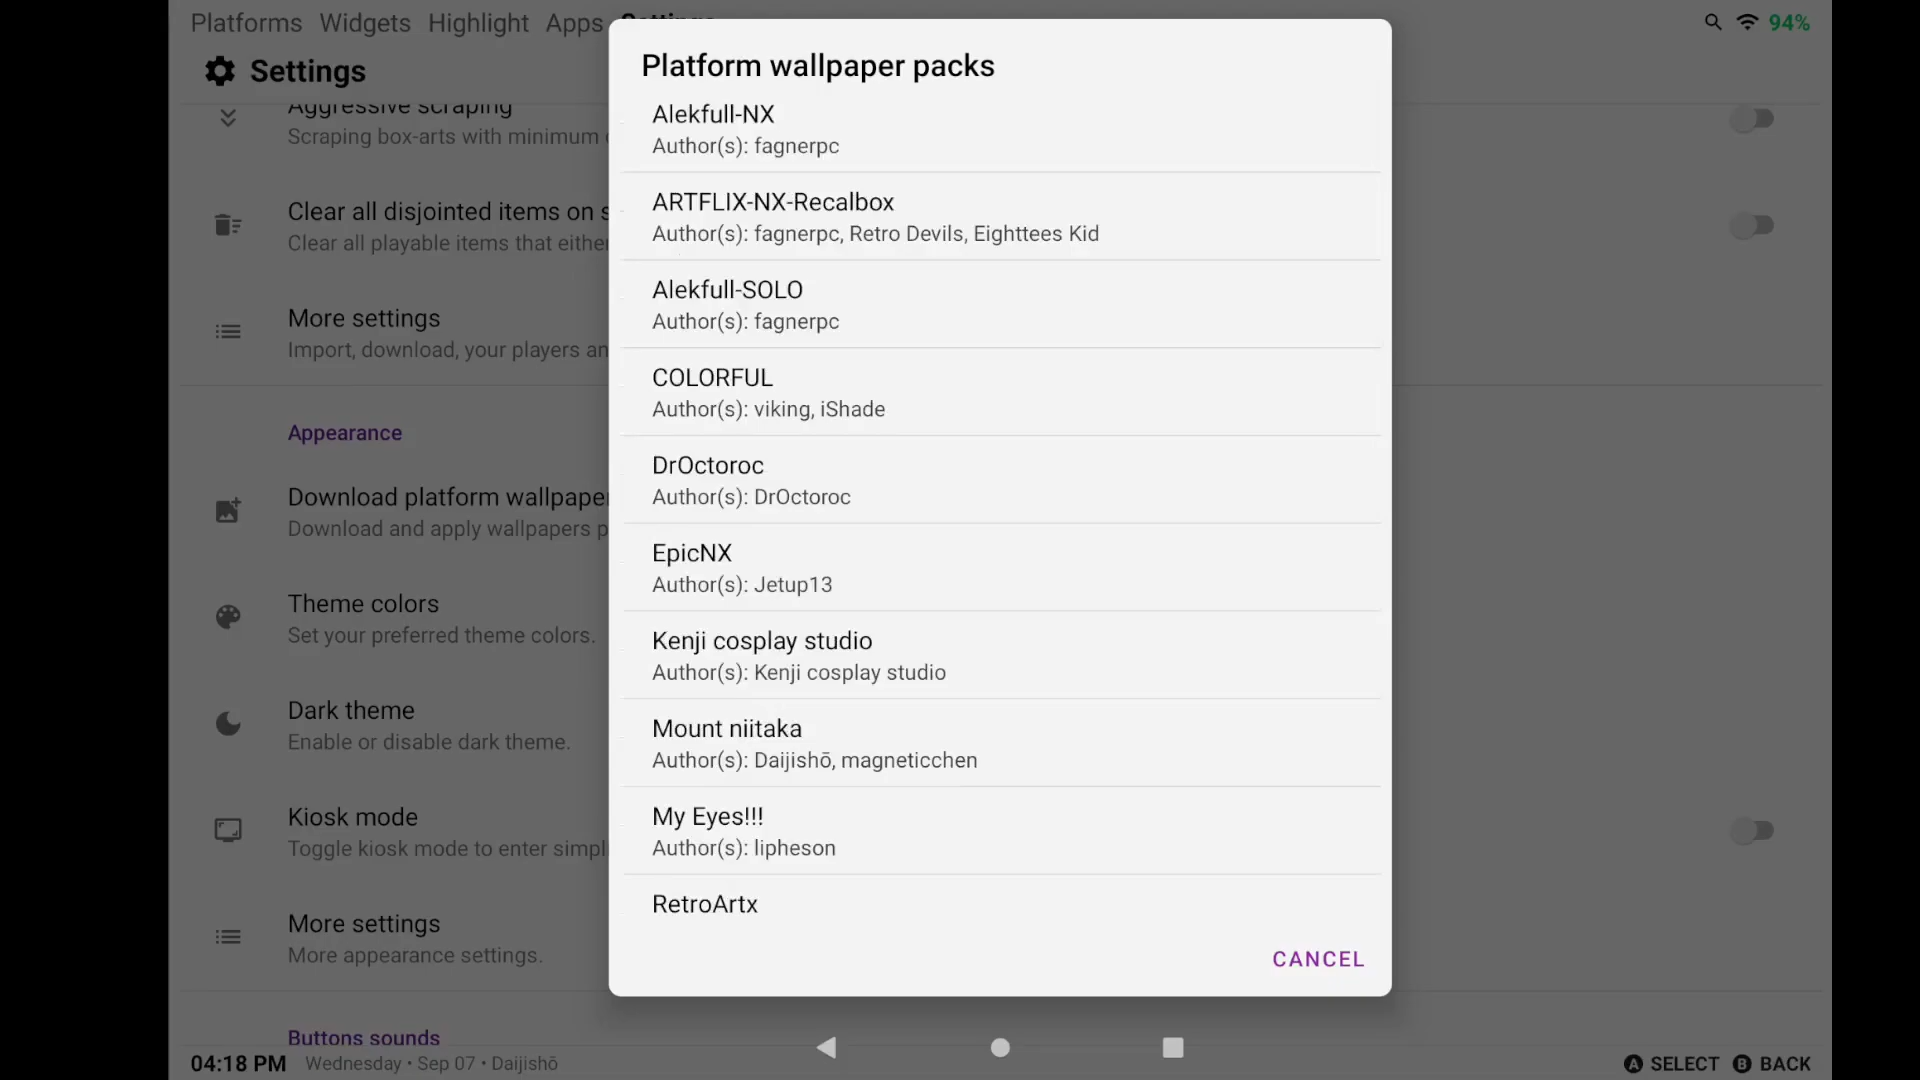 Platforms Widgets Highlight Apps Settings
94%
Settings
Aggressive scraping
Scraping box-arts with minimum
Clear all disjointed items on s
Clear all playable items that either
More settings
Import, download, your players an
Appearance
Download platform wallpaper
Download and apply wallpapers p
Theme colors
Set your preferred theme colors.
Dark theme
Enable or disable dark theme.
Kiosk mode
Toggle kiosk mode to enter simpl
More settings
More appearance settings.
Buttons sounds
Platform wallpaper packs
Alekfull-NX
Author(s): fagnerpc
ARTFLIX-NX-Recalbox
Author(s): fagnerpc, Retro Devils, Eighttees Kid
Alekfull-SOLO
Author(s): fagnerpc
COLORFUL
Author(s): viking, iShade
DrOctoroc
Author(s): DrOctoroc
EpicNX
Author(s): Jetup13
Kenji cosplay studio
Author(s): Kenji cosplay studio
Mount niitaka
Author(s): Daijishō, magneticchen
My Eyes!!!
Author(s): lipheson
RetroArtx
CANCEL
04:18 PM Wednesday • Sep 07 • Daijishō
A SELECT B BACK